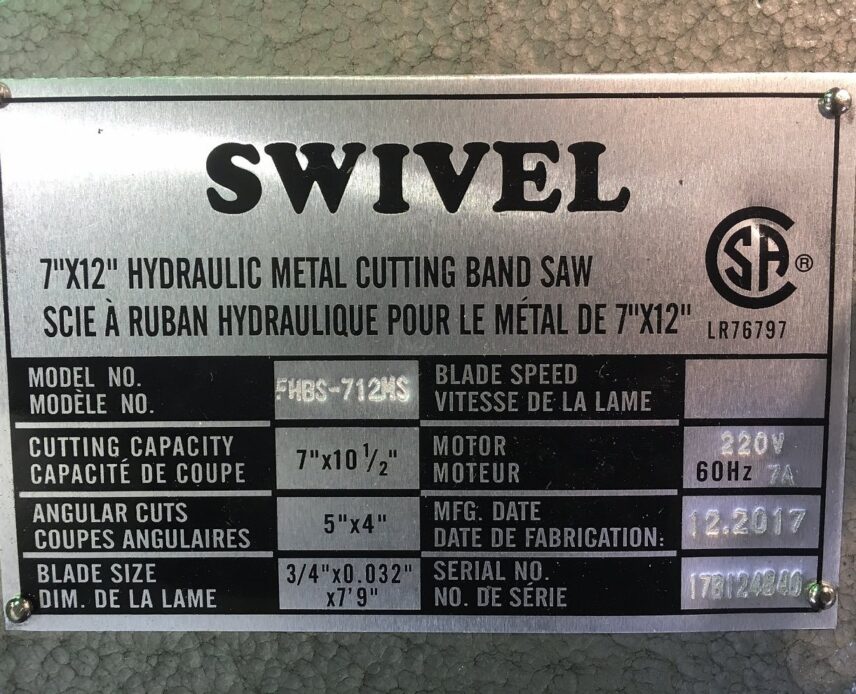 SWIVEL
7"X12" HYDRAULIC METAL CUTTING BAND SAW
SCIE À RUBAN HYDRAULIQUE POUR LE MÉTAL DE 7"X12"
CSA ®
LR76797
MODEL NO.
MODÈLE NO.
FHBS-712MS
BLADE SPEED
VITESSE DE LA LAME
CUTTING CAPACITY
CAPACITÉ DE COUPE
7"x10 1/2"
MOTOR
MOTEUR
220V
60Hz 7A
ANGULAR CUTS
COUPES ANGULAIRES
5"x4"
MFG. DATE
DATE DE FABRICATION:
12.2017
BLADE SIZE
DIM. DE LA LAME
3/4"x0.032"
x7'9"
SERIAL NO.
NO. DE SÉRIE